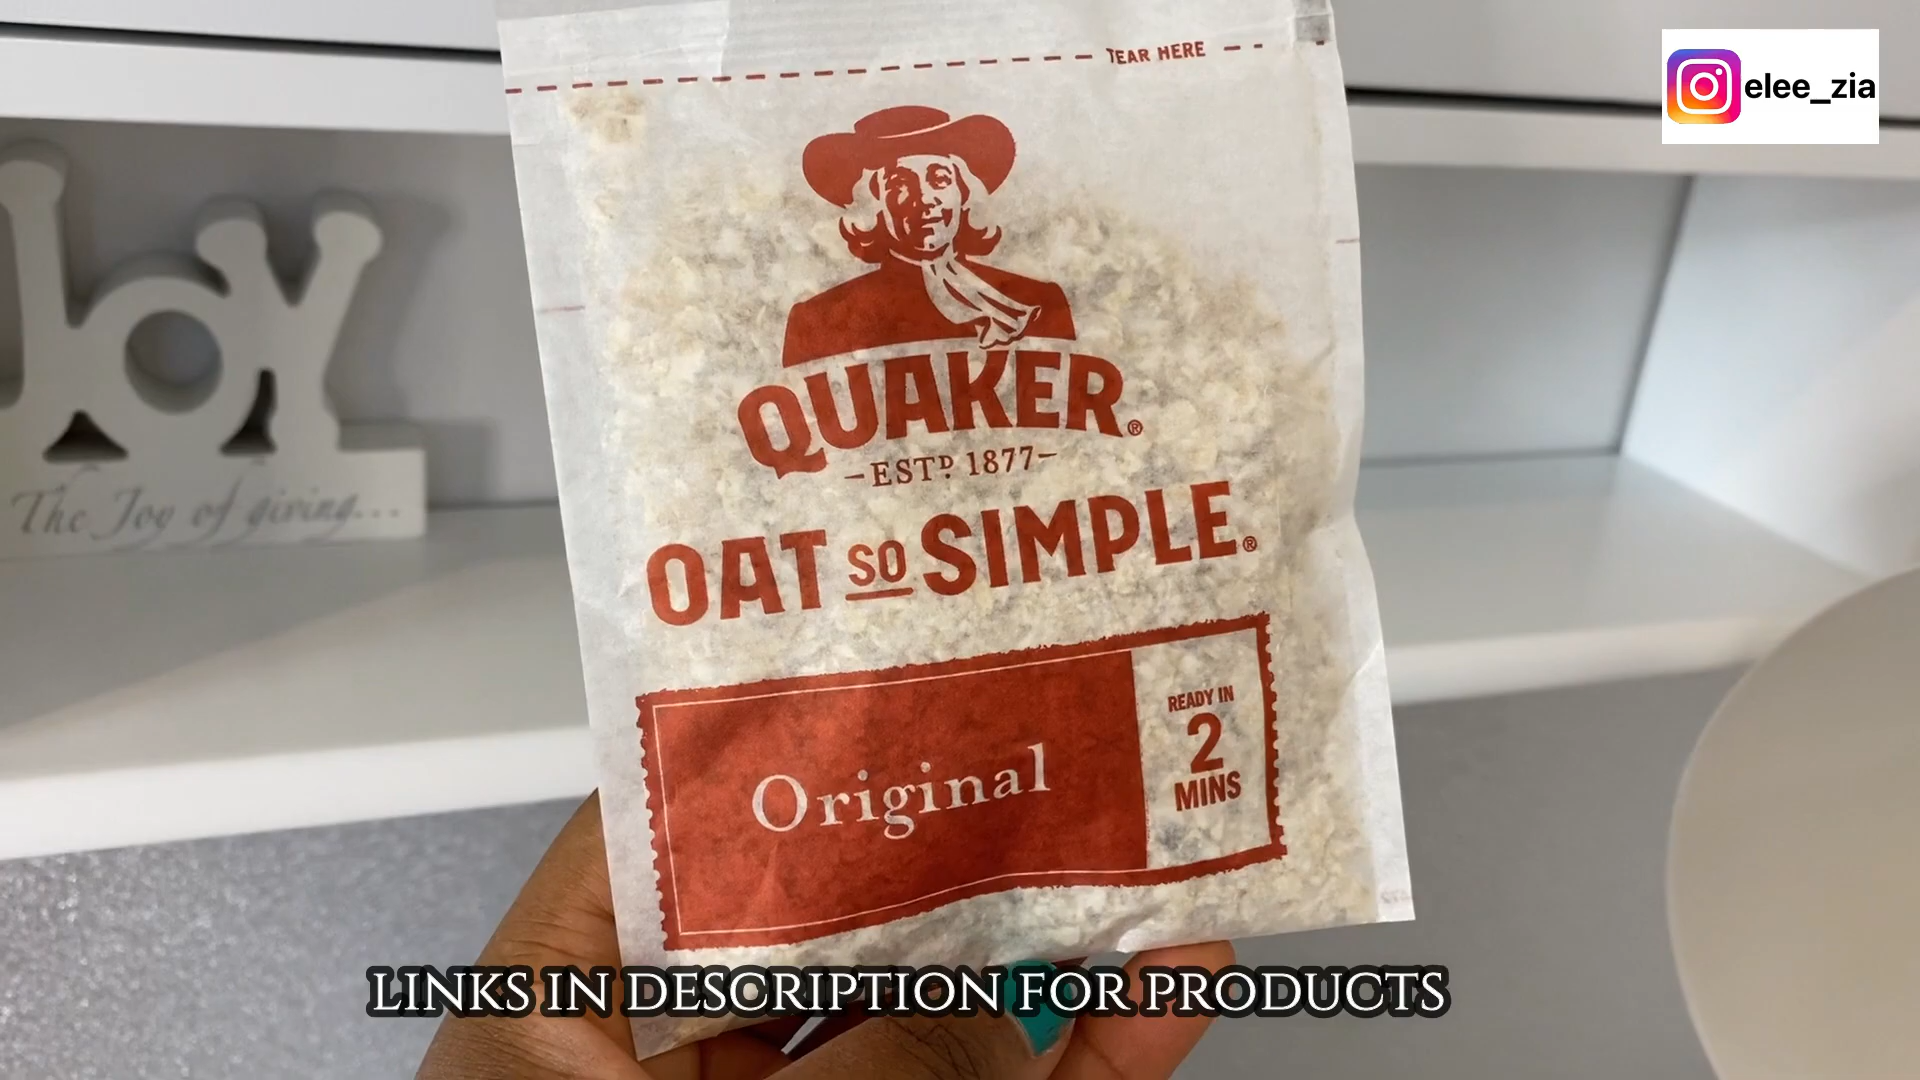 TEAR HERE
elee_zia
QUAKER®
-ESTD 1877-
OAT SO SIMPLE®
READY IN
2
MINS
Original
JOY
The Joy of giving...
LINKS IN DESCRIPTION FOR PRODUCTS